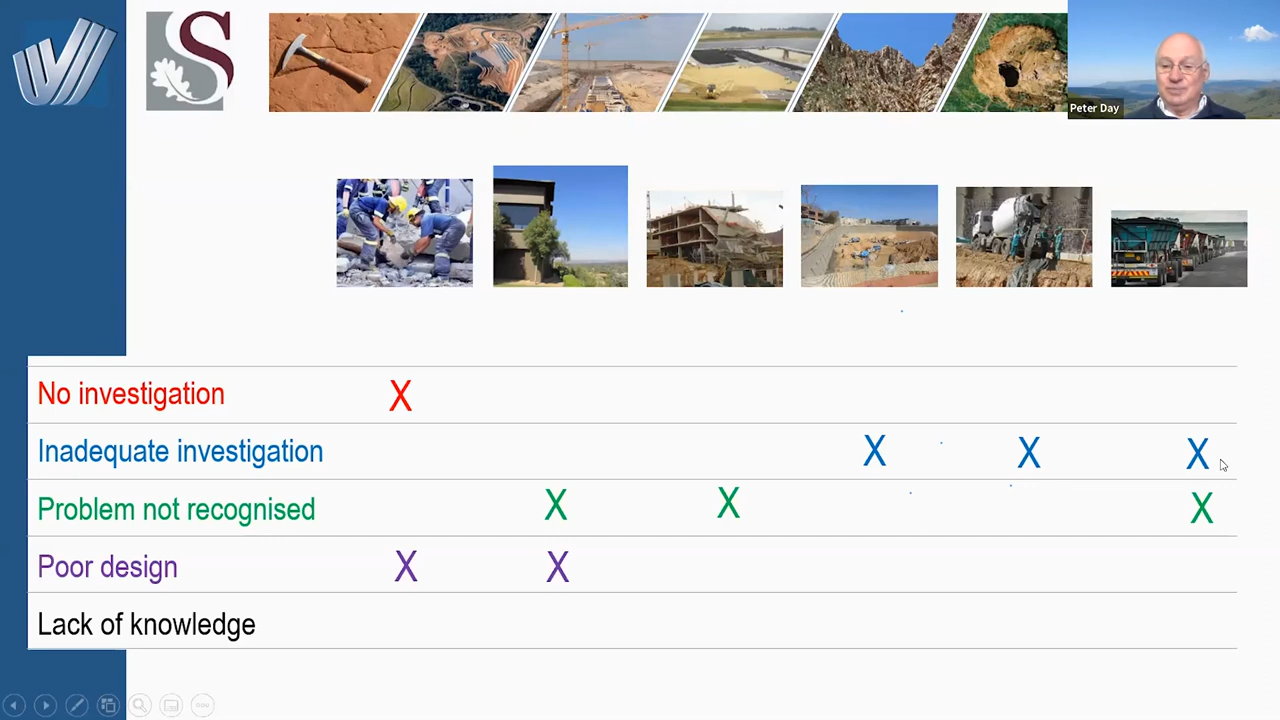 S
Peter Day
No investigation X
Inadequate investigation X X X
Problem not recognised X X X
Poor design X X
Lack of knowledge